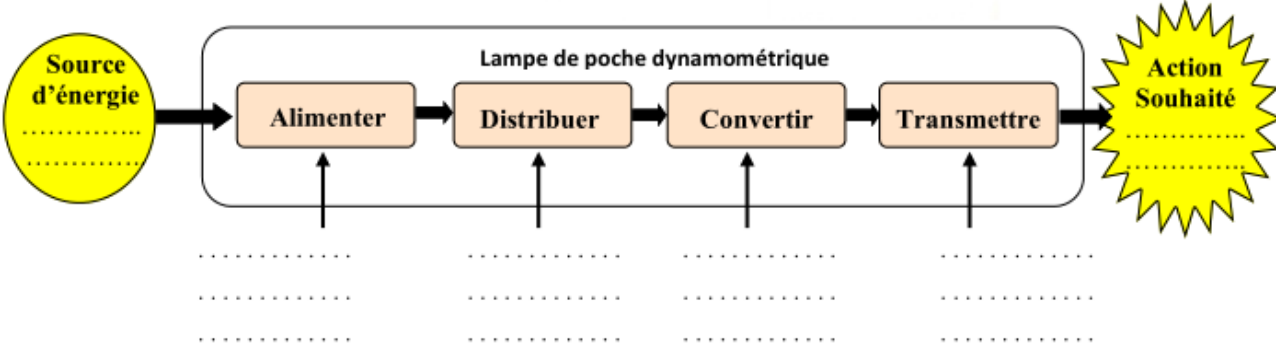 Lampe de poche dynamométrique
Source
d’énergie
…………..
………….
Alimenter
Distribuer
Convertir
Transmettre
Action
Souhaité
…………..
…………..
. . . . . . . . . . . . . . . . . . . . . . . . . . . . . . . . . . . . . . . . . . . . . . . . . . . .
. . . . . . . . . . . . . . . . . . . . . . . . . . . . . . . . . . . . . . . . . . . . . . . . . . . .
. . . . . . . . . . . . . . . . . . . . . . . . . . . . . . . . . . . . . . . . . . . . . . . . . . . .